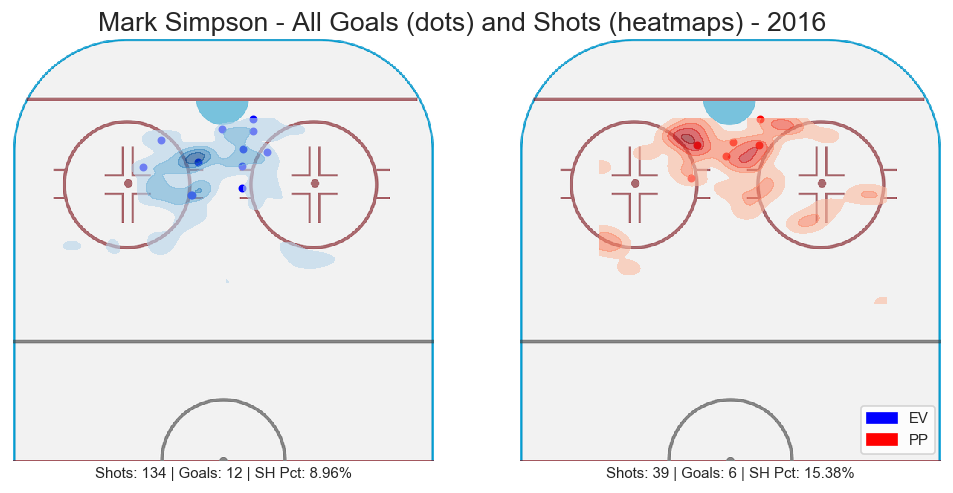 Mark Simpson - All Goals (dots) and Shots (heatmaps) - 2016
EV
PP
Shots: 134 | Goals: 12 | SH Pct: 8.96%
Shots: 39 | Goals: 6 | SH Pct: 15.38%